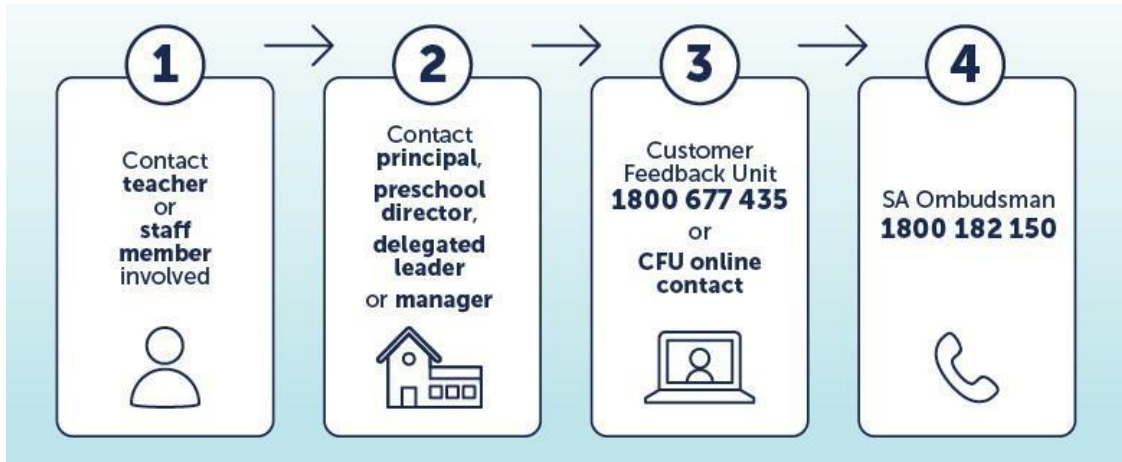 1
Contact
teacher
or
staff
member
involved
2
Contact
principal,
preschool
director,
delegated
leader
or manager
3
Customer
Feedback Unit
1800 677 435
or
CFU online
contact
4
SA Ombudsman
1800 182 150